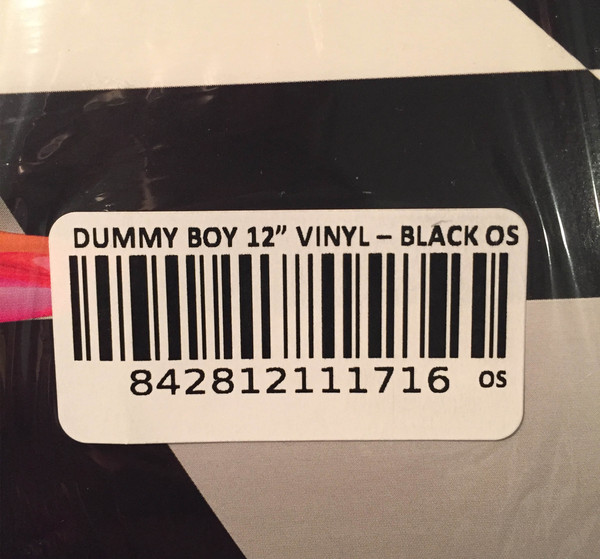 DUMMY BOY 12” VINYL – BLACK OS
842812111716 OS